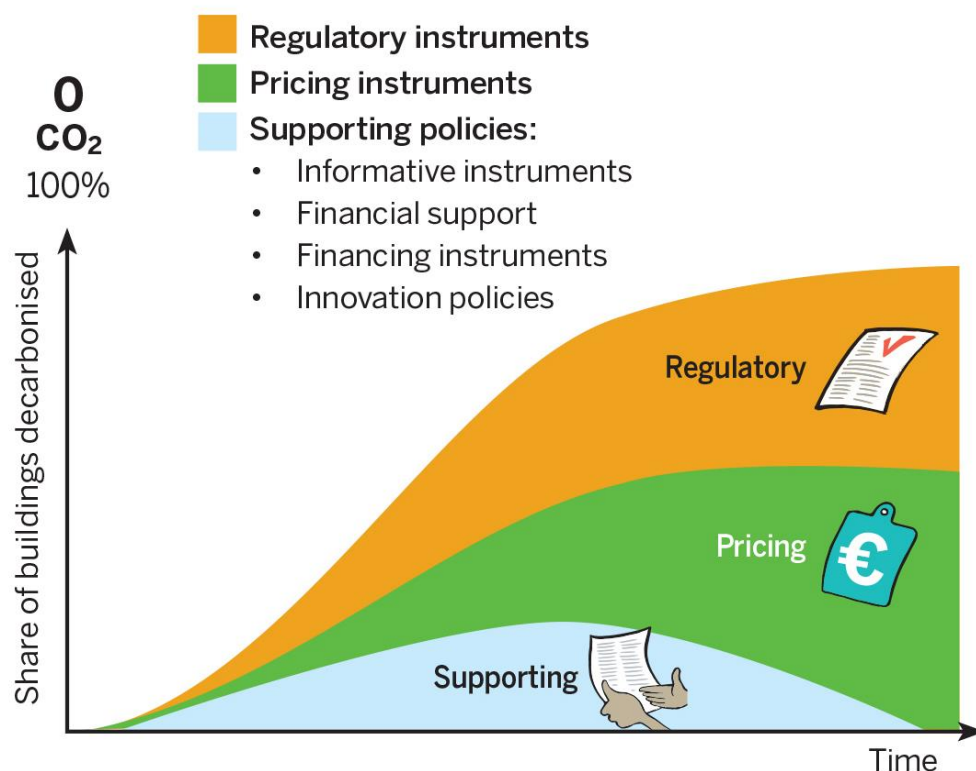 Regulatory instruments
Pricing instruments
Supporting policies:
• Informative instruments
• Financial support
• Financing instruments
• Innovation policies
0
CO₂
100%
Share of buildings decarbonised
Regulatory
Pricing
€
Supporting
Time